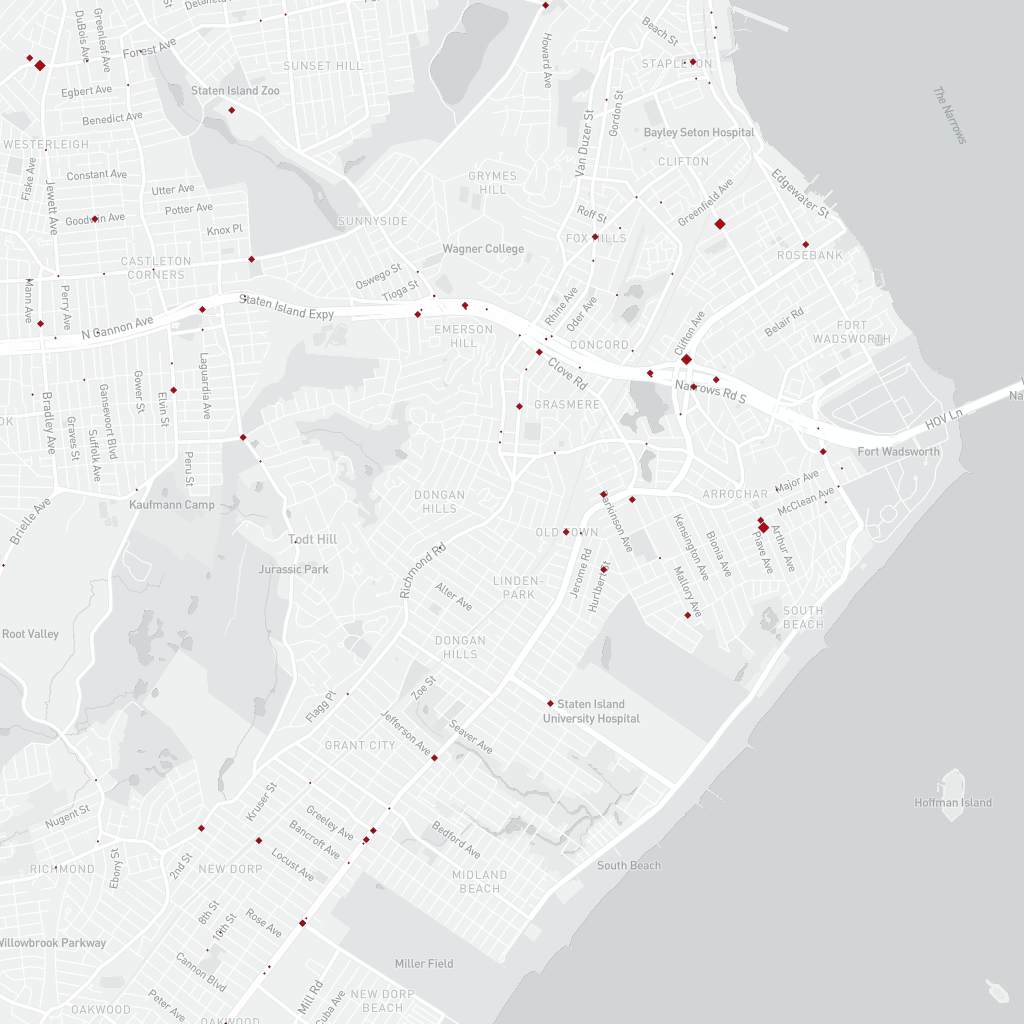 Delafield
Greenleaf Ave
DuBois Ave
Forest Ave
Howard Ave
Beach St
SUNSET HILL
STAPLETON
Egbert Ave
Staten Island Zoo
Gordon St
The Narrows
Benedict Ave
Van Duzer St
Bayley Seton Hospital
WESTERLEIGH
CLIFTON
Fiske Ave
Constant Ave
GRYMES
HILL
Edgewater St
Jewett Ave
Utter Ave
Greenfield Ave
Potter Ave
Goodwin Ave
Roff St
SUNNYSIDE
Knox Pl
FOX HILLS
Wagner College
ROSEBANK
CASTLETON
CORNERS
Oswego St
Tioga St
Mann Ave
Perry Ave
Staten Island Expy
Rhine Ave
Oder Ave
N Gannon Ave
EMERSON
HILL
Clifton Ave
Belair Rd
FORT
WADSWORTH
CONCORD
Clove Rd
Laguardia Ave
Narrows Rd S
Na
Gower St
Elvin St
GRASMERE
HOV Ln
Bradley Ave
Gansevoort Blvd
Graves St
Suffolk Ave
OK
Peru St
Fort Wadsworth
Major Ave
DONGAN
HILLS
ARROCHAR
McClean Ave
Kaufmann Camp
Brielle Ave
Parkinson Ave
Kensington Ave
Todt Hill
OLD TOWN
Bionia Ave
Piave Ave
Arthur Ave
Jurassic Park
Richmond Rd
Jerome Rd
Hurlbert St
LINDEN-
PARK
Mallory Ave
Alter Ave
SOUTH
BEACH
Root Valley
DONGAN
HILLS
Zoe St
Flagg Pl
Staten Island
University Hospital
Jefferson Ave
Seaver Ave
GRANT CITY
Kruser St
Hoffman Island
Nugent St
Greeley Ave
Bancroft Ave
Bedford Ave
South Beach
Locust Ave
RICHMOND
Ebony St
2nd St
NEW DORP
MIDLAND
BEACH
8th St
10th St
Rose Ave
Willowbrook Parkway
Cannon Blvd
Miller Field
Mill Rd
Cuba Ave
NEW DORP
BEACH
Peter Ave
OAKWOOD
OAKWOOD